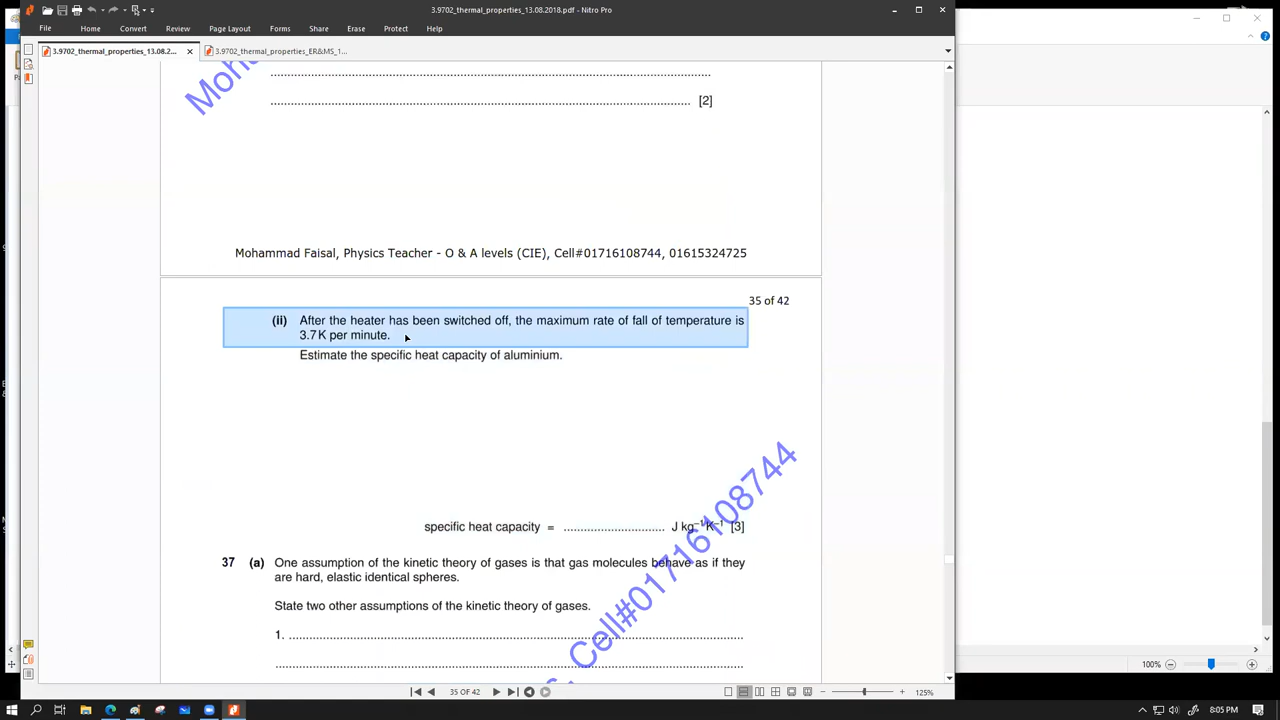 3.9702_thermal_properties_13.08.2018.pdf - Nitro Pro
File Home Convert Review Page Layout Forms Share Erase Protect Help
3.9702_thermal_properties_13.08.2... 3.9702_thermal_properties_ER&MS_1...
Moh
[2]
Mohammad Faisal, Physics Teacher - O & A levels (CIE), Cell#01716108744, 01615324725
35 of 42
(ii) After the heater has been switched off, the maximum rate of fall of temperature is
3.7 K per minute.
Estimate the specific heat capacity of aluminium.
specific heat capacity = .............................. J kg⁻¹ K⁻¹ [3]
37 (a) One assumption of the kinetic theory of gases is that gas molecules behave as if they
are hard, elastic identical spheres.
State two other assumptions of the kinetic theory of gases.
1. ..............................
Cell#01716108744
35 OF 42
125%
100%
8:05 PM